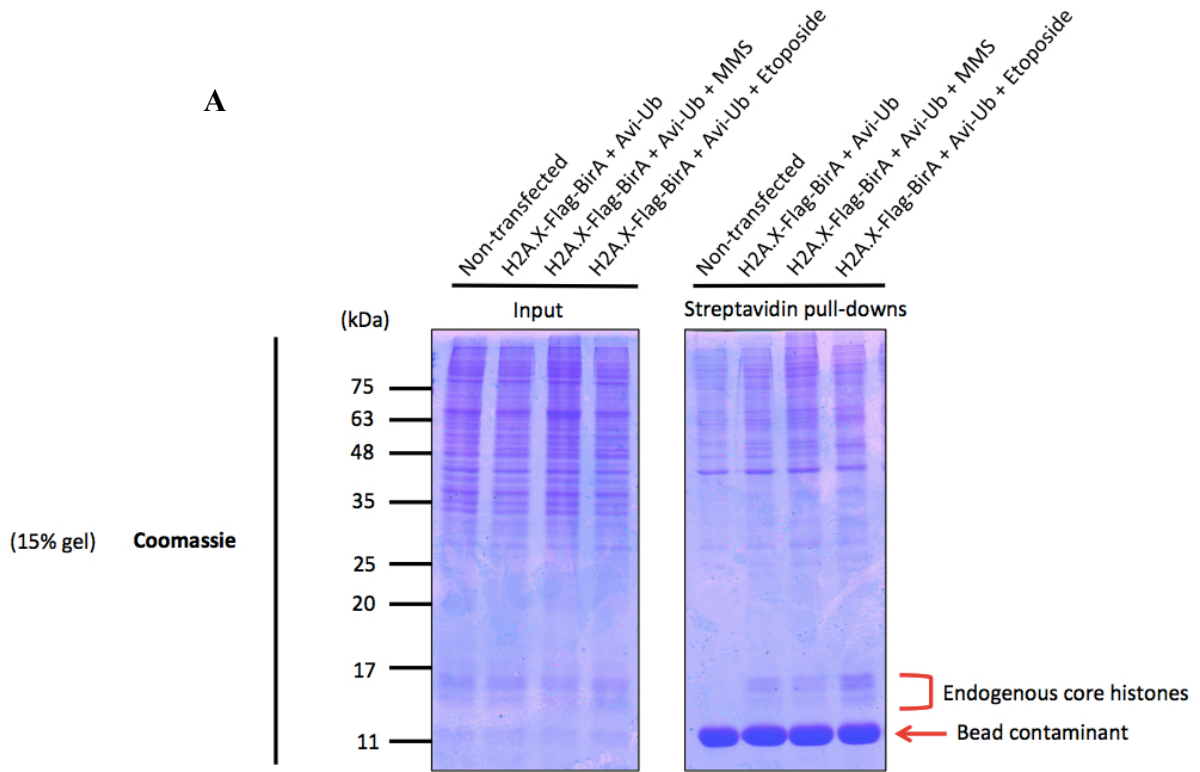 A
Non-transfected
H2A.X-Flag-BirA + Avi-Ub
H2A.X-Flag-BirA + Avi-Ub + MMS
H2A.X-Flag-BirA + Avi-Ub + Etoposide
Non-transfected
H2A.X-Flag-BirA + Avi-Ub
H2A.X-Flag-BirA + Avi-Ub + MMS
H2A.X-Flag-BirA + Avi-Ub + Etoposide
(kDa)
Input
Streptavidin pull-downs
75
63
48
35
(15% gel) Coomassie
25
20
17
Endogenous core histones
Bead contaminant
11